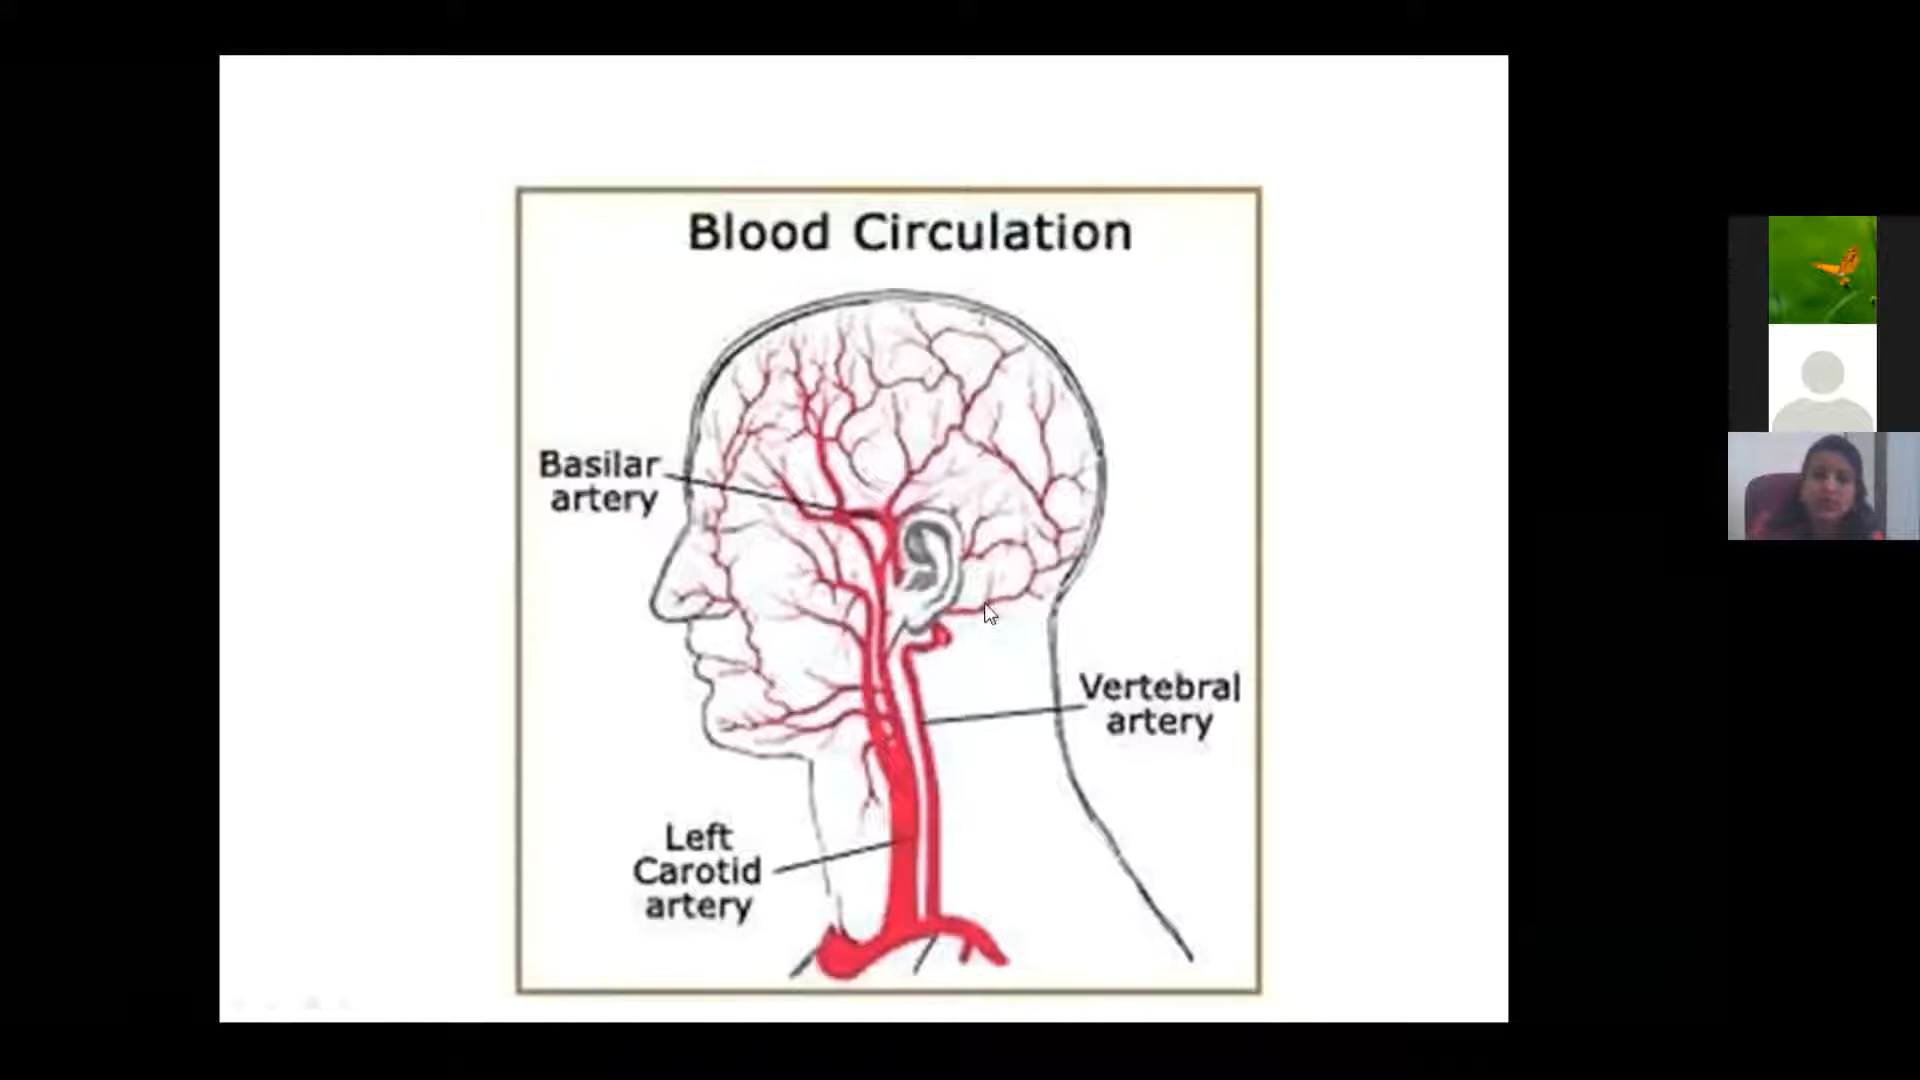 Blood Circulation
Basilar
artery
Vertebral
artery
Left
Carotid
artery